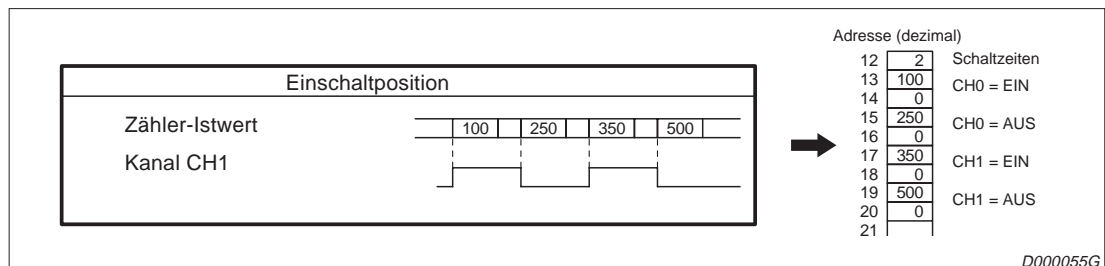 Einschaltposition
Zähler-Istwert
100 250 350 500
Kanal CH1
Adresse (dezimal)
12 2 Schaltzeiten
13 100 CH0 = EIN
14 0
15 250 CH0 = AUS
16 0
17 350 CH1 = EIN
18 0
19 500 CH1 = AUS
20 0
21
D000055G